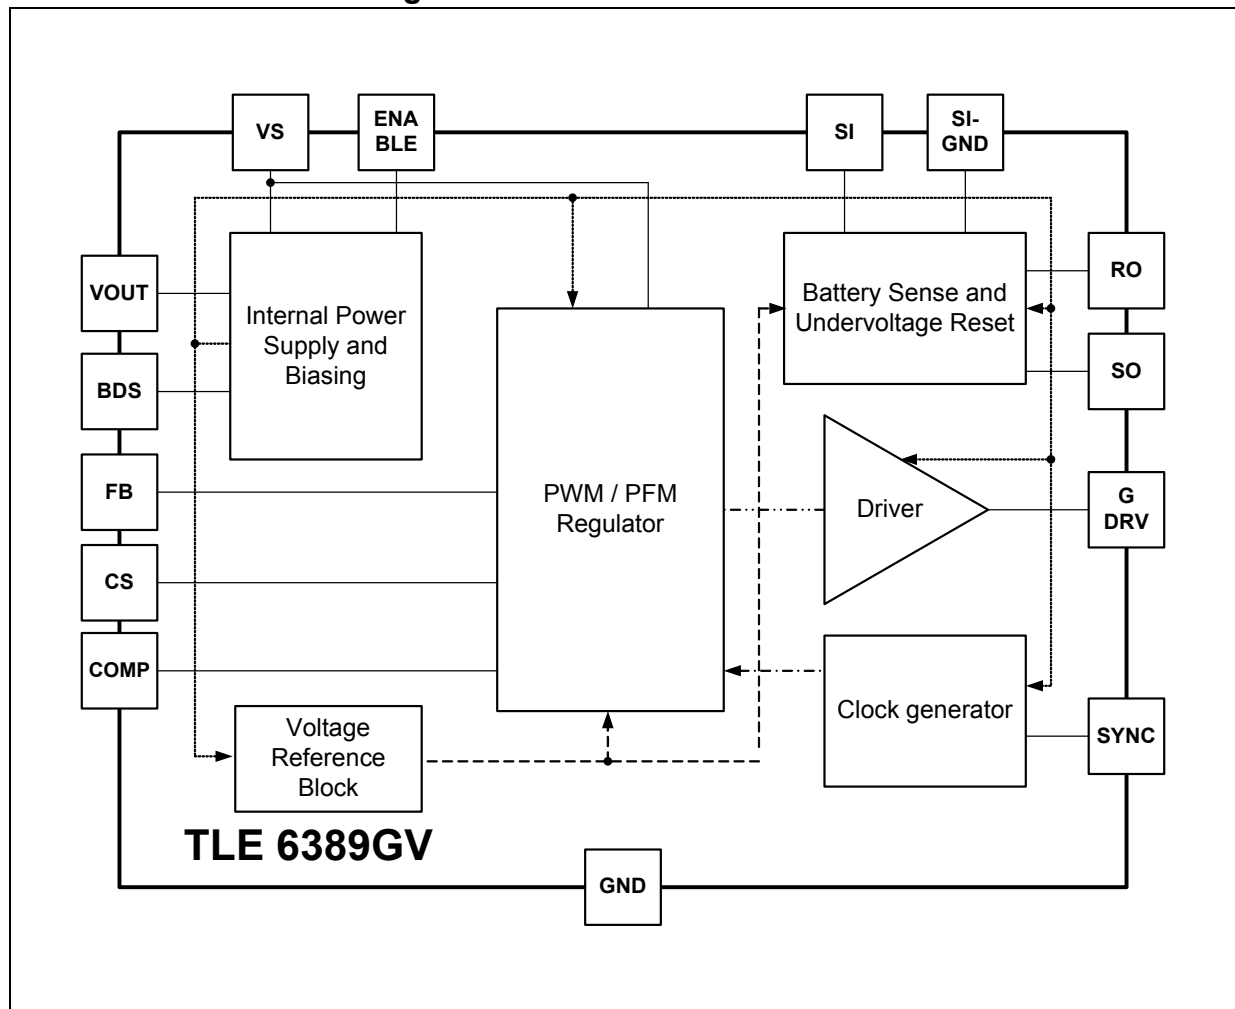 VS
ENA
BLE
SI
SI-
GND
VOUT
BDS
FB
CS
COMP
Internal Power
Supply and
Biasing
PWM / PFM
Regulator
Battery Sense and
Undervoltage Reset
Driver
Clock generator
Voltage
Reference
Block
RO
SO
G
DRV
SYNC
TLE 6389GV
GND